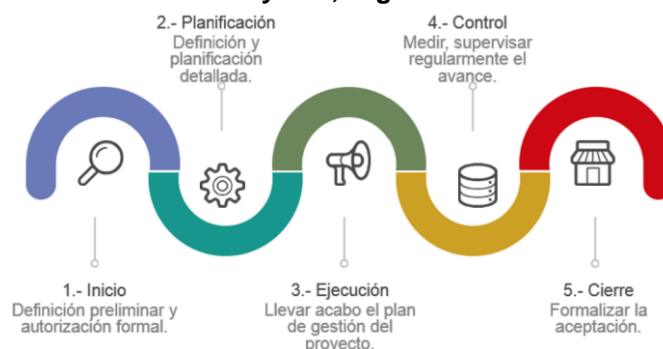 2.- Planificación
Definición y
planificación
detallada.
4.- Control
Medir, supervisar
regularmente el
avance.
1.- Inicio
Definición preliminar y
autorización formal.
3.- Ejecución
Llevar acabo el plan
de gestión del
proyecto.
5.- Cierre
Formalizar la
aceptación.